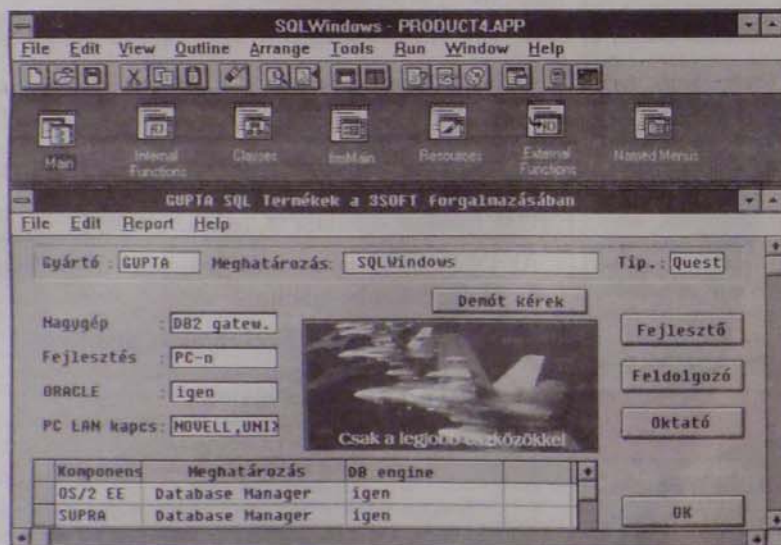 SQLWindows - PRODUCT4.APP
File Edit View Outline Arrange Tools Run Window Help
Main
Internal Functions
Classes
frmMain
Resources
External Functions
Named Menus
GUPTA SQL Termékek a 3SOFT forgalmazásában
File Edit Report Help
Gyártó : GUPTA Meghatározás: SQLWindows Tip.: Quest
Demót kérek
Nagygép : DB2 gatew.
Fejlesztő
Fejlesztés : PC-n
Feldolgozó
ORACLE : igen
Oktató
PC LAN kapcs: NOVELL,UNI
Csak a legjobb eszközökkel
Komponens Meghatározás DB engine
OS/2 EE Database Manager igen
SUPRA Database Manager igen
OK